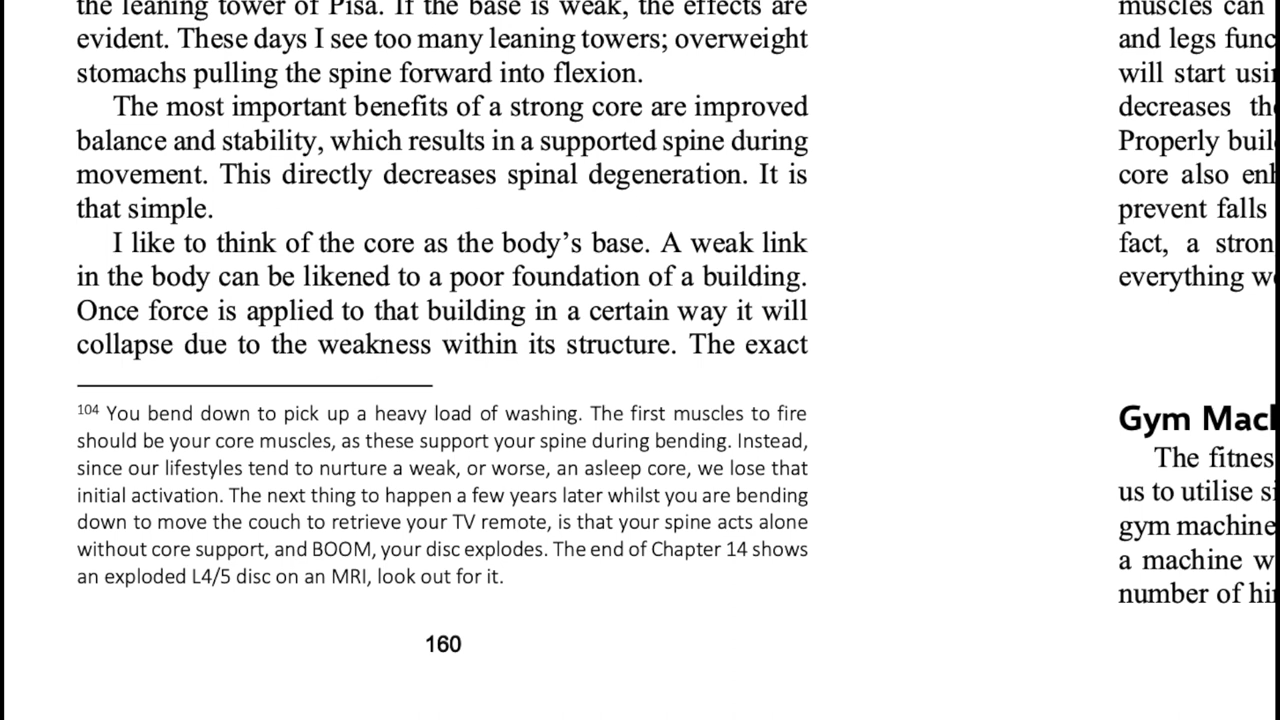 the leaning tower of Pisa. If the base is weak, the effects are
evident. These days I see too many leaning towers; overweight
stomachs pulling the spine forward into flexion.
The most important benefits of a strong core are improved
balance and stability, which results in a supported spine during
movement. This directly decreases spinal degeneration. It is
that simple.
I like to think of the core as the body’s base. A weak link
in the body can be likened to a poor foundation of a building.
Once force is applied to that building in a certain way it will
collapse due to the weakness within its structure. The exact
104 You bend down to pick up a heavy load of washing. The first muscles to fire
should be your core muscles, as these support your spine during bending. Instead,
since our lifestyles tend to nurture a weak, or worse, an asleep core, we lose that
initial activation. The next thing to happen a few years later whilst you are bending
down to move the couch to retrieve your TV remote, is that your spine acts alone
without core support, and BOOM, your disc explodes. The end of Chapter 14 shows
an exploded L4/5 disc on an MRI, look out for it.
160
muscles can
and legs func
will start usi
decreases
Properly buil
core also enh
prevent falls
fact, a stron
everything
Gym Mach
The fitnes
us to utilise
gym machine
a machine w
number of